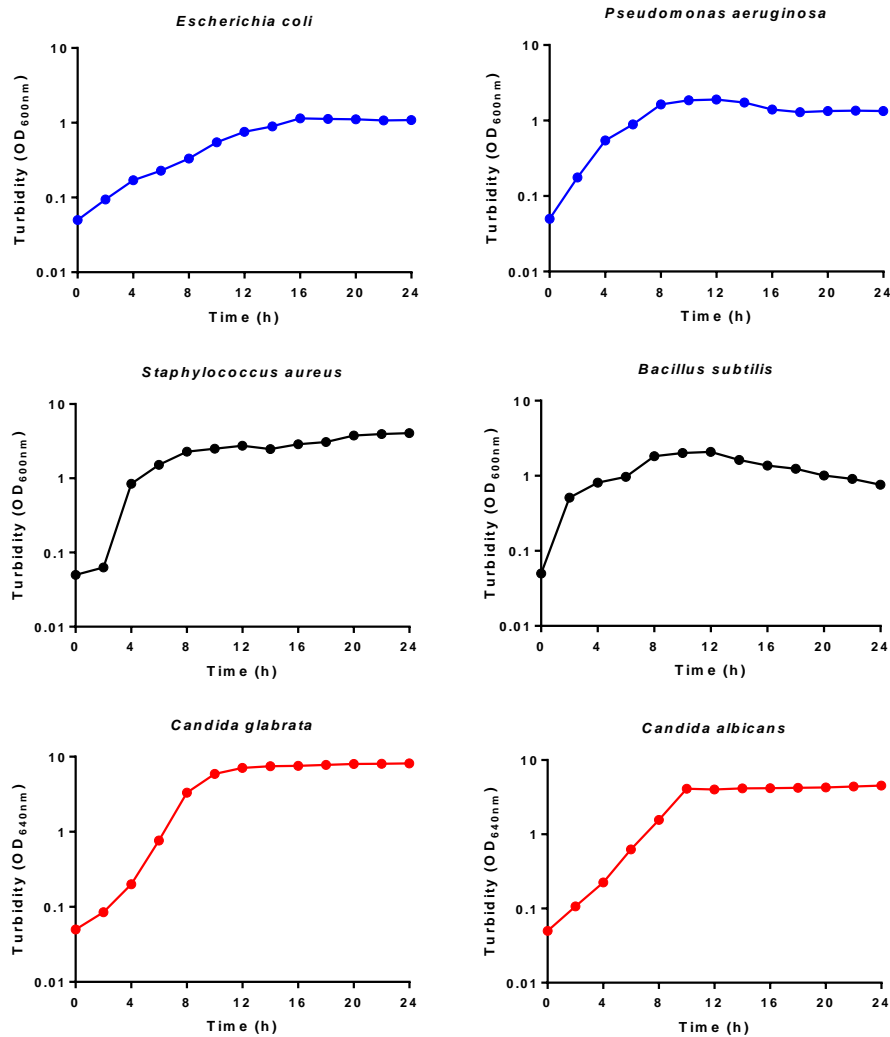 Escherichia coli
10
1
0.1
0.01
Turbidity (OD600nm)
0 4 8 12 16 20 24
Time (h)
Pseudomonas aeruginosa
10
1
0.1
0.01
Turbidity (OD600nm)
0 4 8 12 16 20 24
Time (h)
Staphylococcus aureus
10
1
0.1
0.01
Turbidity (OD600nm)
0 4 8 12 16 20 24
Time (h)
Bacillus subtilis
10
1
0.1
0.01
Turbidity (OD600nm)
0 4 8 12 16 20 24
Time (h)
Candida glabrata
10
1
0.1
0.01
Turbidity (OD640nm)
0 4 8 12 16 20 24
Time (h)
Candida albicans
10
1
0.1
0.01
Turbidity (OD640nm)
0 4 8 12 16 20 24
Time (h)